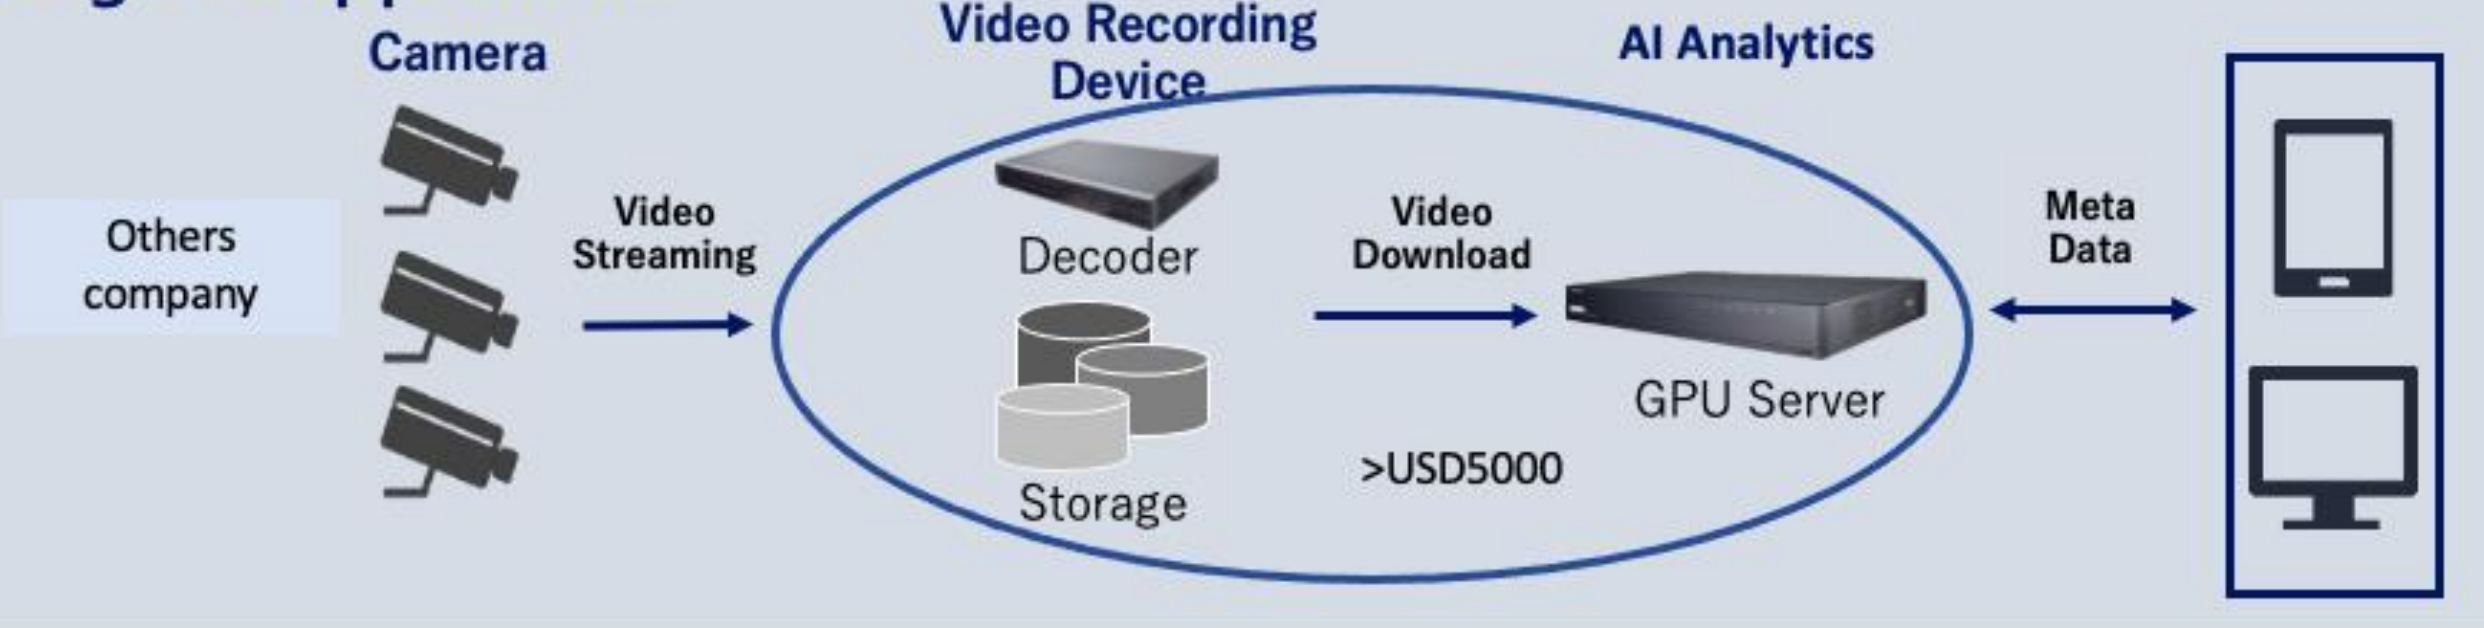 Camera
Video Recording
Device
AI Analytics
Others
company
Video
Streaming
Decoder
Storage
Video
Download
>USD5000
GPU Server
Meta
Data